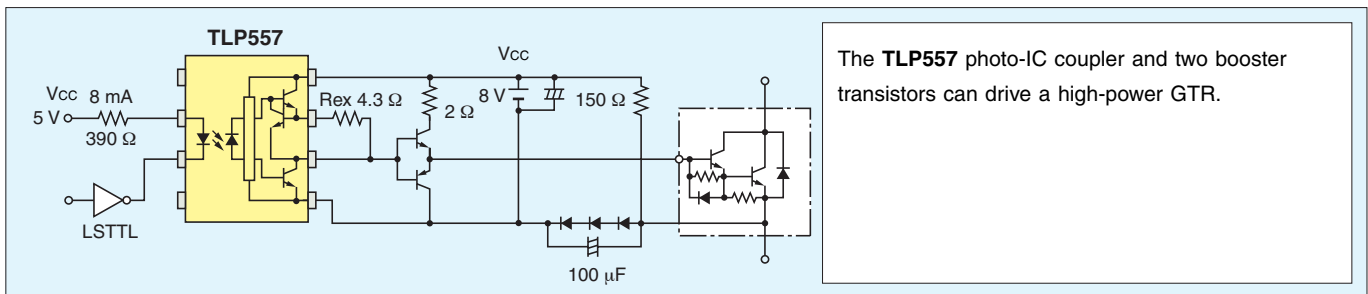 TLP557
Vcc 8 mA
5 V
390 Ω
LSTTL
Rex 4.3 Ω
2 Ω
Vcc
8 V
150 Ω
100 μF
The TLP557 photo-IC coupler and two booster
transistors can drive a high-power GTR.